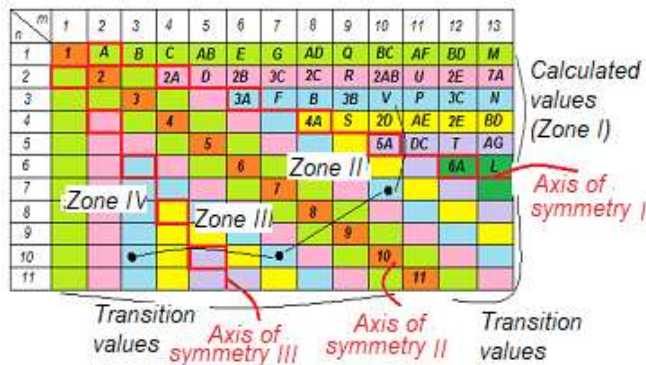 m
n
1 2 3 4 5 6 7 8 9 10 11 12 13
1 1 A B C AB E G AD Q BC AF BD M
2 2 2A D 2B 3C 2C R 2AB U 2E 7A
3 3 3A F B 3B V P 3C N
4 4 4A S 2D AE 2E BD
5 5 5A DC T AG
6 6 6A L
7 7
8 8
9 9
10 10
11 11
Zone II
Zone IV
Zone III
Calculated
values
(Zone I)
Axis of
symmetry I
Transition
values
Axis of
symmetry III
Axis of
symmetry II
Transition
values